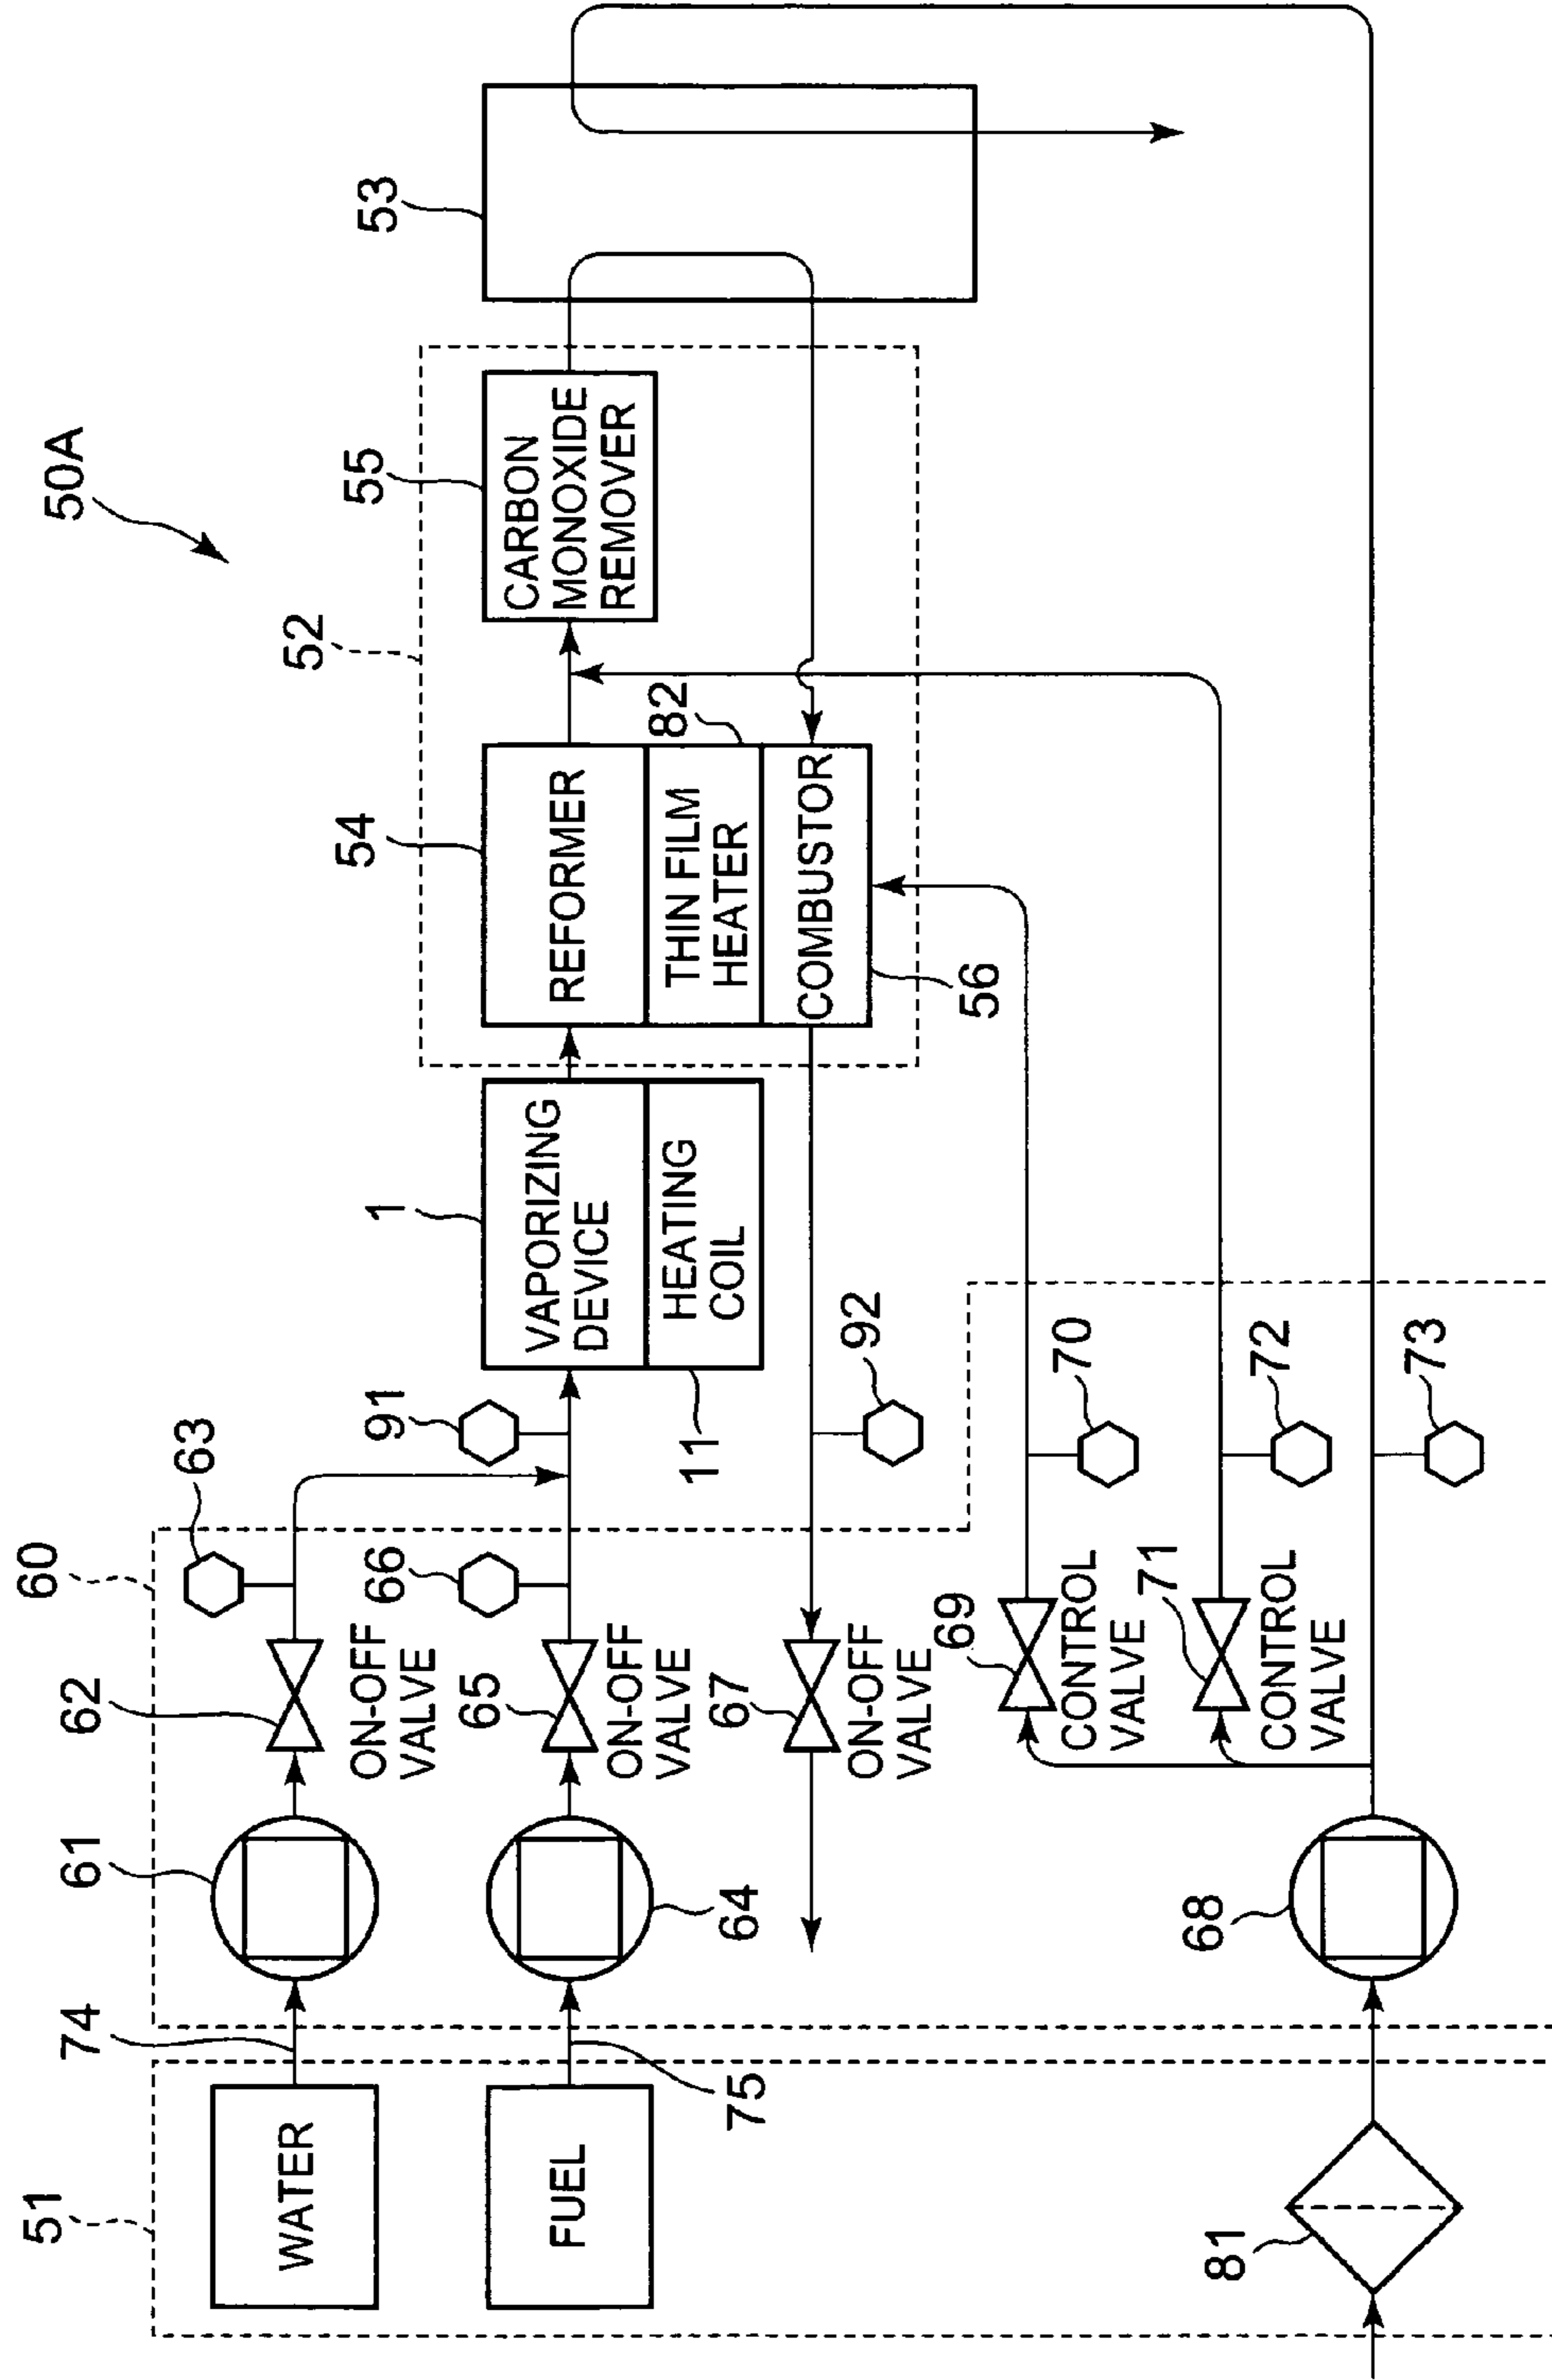 50A
60
63
62
61
74
51
WATER
ON-OFF
VALVE
91
66
65
64
75
FUEL
ON-OFF
VALVE
1
VAPORIZING
DEVICE
HEATING
COIL
11
52
54
REFORMER
THIN FILM
HEATER
82
COMBUSTOR
56
55
CARBON
MONOXIDE
REMOVER
53
92
67
ON-OFF
VALVE
70
69
CONTROL
VALVE
72
71
CONTROL
VALVE
73
68
81